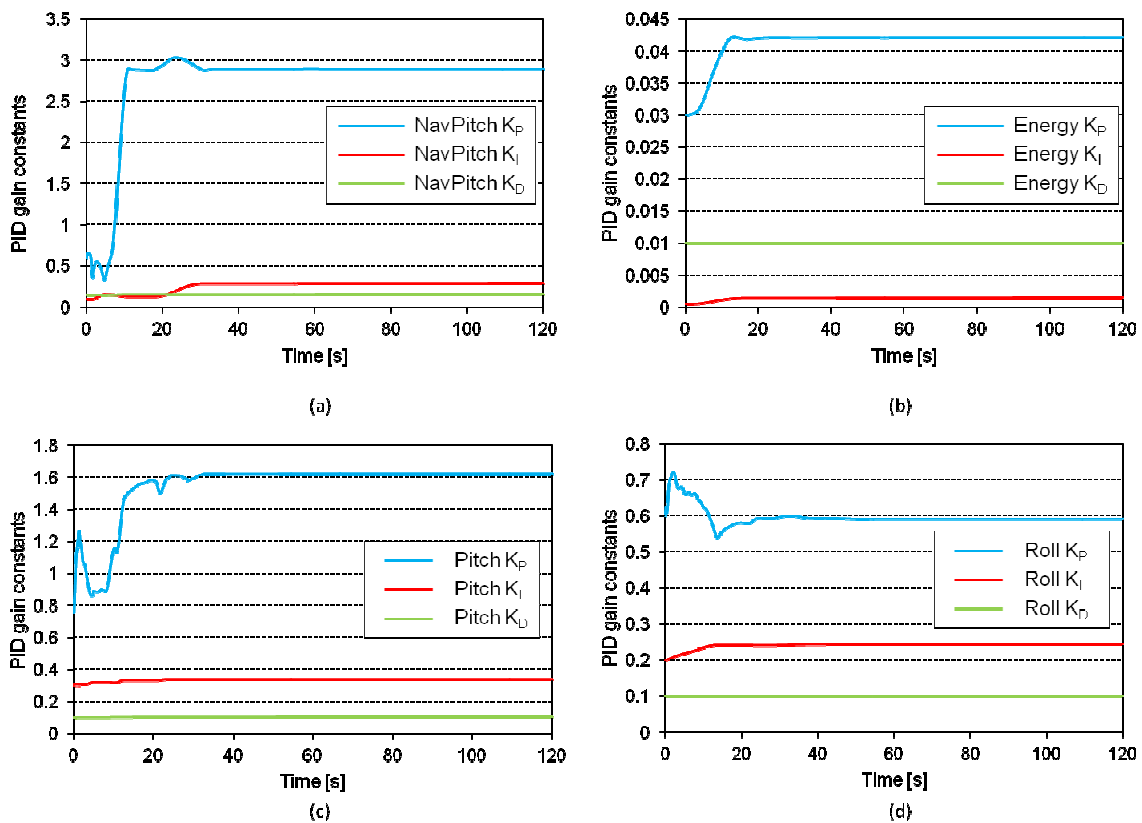 3.5
3
2.5
2
1.5
1
0.5
0
PID gain constants
NavPitch KP
NavPitch KI
NavPitch KD
0 20 40 60 80 100 120
Time [s]
(a)
0.045
0.04
0.035
0.03
0.025
0.02
0.015
0.01
0.005
0
PID gain constants
Energy KP
Energy KI
Energy KD
0 20 40 60 80 100 120
Time [s]
(b)
1.8
1.6
1.4
1.2
1
0.8
0.6
0.4
0.2
0
PID gain constants
Pitch KP
Pitch KI
Pitch KD
0 20 40 60 80 100 120
Time [s]
(c)
0.8
0.7
0.6
0.5
0.4
0.3
0.2
0.1
0
PID gain constants
Roll KP
Roll KI
Roll KD
0 20 40 60 80 100 120
Time [s]
(d)